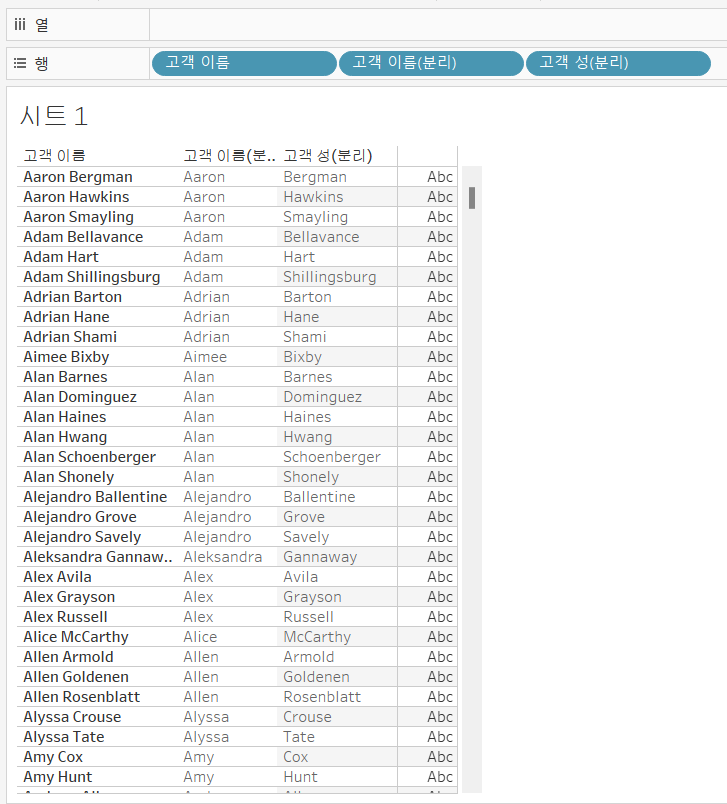 열
행 고객 이름 고객 이름(분리) 고객 성(분리)
시트 1
고객 이름 고객 이름(분.. 고객 성(분리)
Aaron Bergman Aaron Bergman Abc
Aaron Hawkins Aaron Hawkins Abc
Aaron Smayling Aaron Smayling Abc
Adam Bellavance Adam Bellavance Abc
Adam Hart Adam Hart Abc
Adam Shillingsburg Adam Shillingsburg Abc
Adrian Barton Adrian Barton Abc
Adrian Hane Adrian Hane Abc
Adrian Shami Adrian Shami Abc
Aimee Bixby Aimee Bixby Abc
Alan Barnes Alan Barnes Abc
Alan Dominguez Alan Dominguez Abc
Alan Haines Alan Haines Abc
Alan Hwang Alan Hwang Abc
Alan Schoenberger Alan Schoenberger Abc
Alan Shonely Alan Shonely Abc
Alejandro Ballentine Alejandro Ballentine Abc
Alejandro Grove Alejandro Grove Abc
Alejandro Savely Alejandro Savely Abc
Aleksandra Gannaw.. Aleksandra Gannaway Abc
Alex Avila Alex Avila Abc
Alex Grayson Alex Grayson Abc
Alex Russell Alex Russell Abc
Alice McCarthy Alice McCarthy Abc
Allen Armold Allen Armold Abc
Allen Goldenen Allen Goldenen Abc
Allen Rosenblatt Allen Rosenblatt Abc
Alyssa Crouse Alyssa Crouse Abc
Alyssa Tate Alyssa Tate Abc
Amy Cox Amy Cox Abc
Amy Hunt Amy Hunt Abc